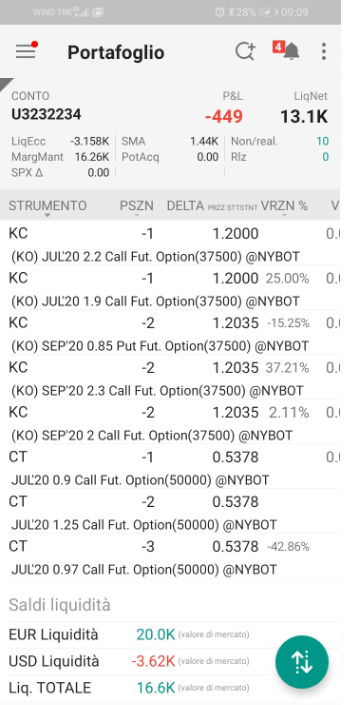 WIND TRE 28% 09:09
Portafoglio 4
CONTO P&L LiqNet
U3232234 -449 13.1K
LiqEcc -3.158K SMA 1.44K Non/real. 10
MargMant 16.26K PotAcq 0.00 Rlz 0
SPX Δ 0.00
STRUMENTO PSZN DELTA PRZZ STTSTNT VRZN % V
KC -1 1.2000 0.
(KO) JUL'20 2.2 Call Fut. Option(37500) @NYBOT
KC -1 1.2000 25.00% 0.
(KO) JUL'20 1.9 Call Fut. Option(37500) @NYBOT
KC -2 1.2035 -15.25% 0.
(KO) SEP'20 0.85 Put Fut. Option(37500) @NYBOT
KC -2 1.2035 37.21% 0.
(KO) SEP'20 2.3 Call Fut. Option(37500) @NYBOT
KC -2 1.2035 2.11% 0.
(KO) SEP'20 2 Call Fut. Option(37500) @NYBOT
CT -1 0.5378 0.
JUL'20 0.9 Call Fut. Option(50000) @NYBOT
CT -2 0.5378
JUL'20 1.25 Call Fut. Option(50000) @NYBOT
CT -3 0.5378 -42.86%
JUL'20 0.97 Call Fut. Option(50000) @NYBOT
Saldi liquidità
EUR Liquidità 20.0K (valore di mercato)
USD Liquidità -3.62K (valore di mercato)
Liq. TOTALE 16.6K (valore di mercato)